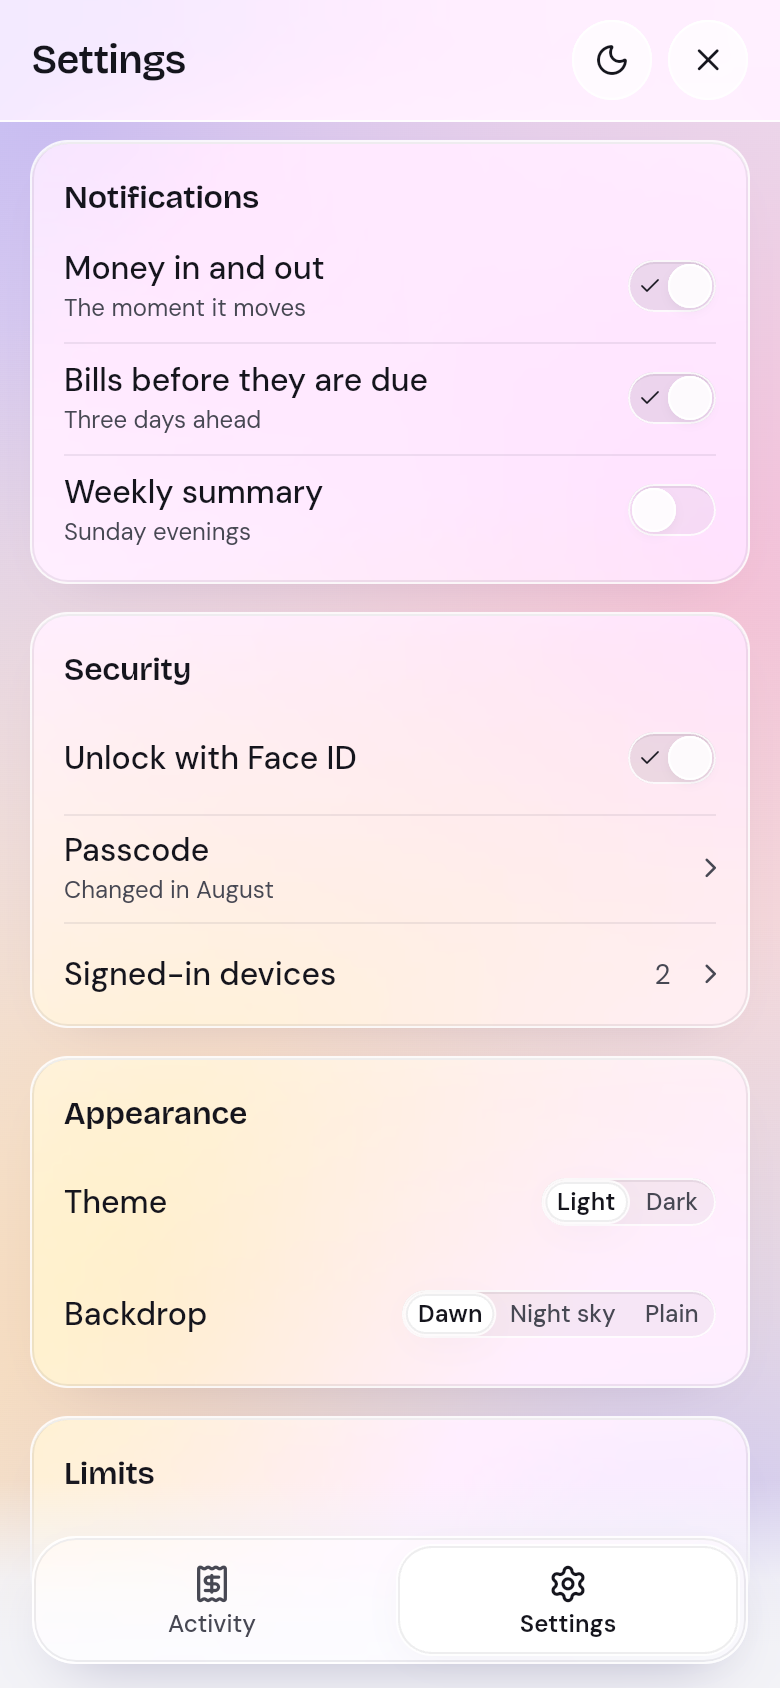 Settings
Notifications
Money in and out
The moment it moves
Bills before they are due
Three days ahead
Weekly summary
Sunday evenings
Security
Unlock with Face ID
Passcode
Changed in August
Signed-in devices 2
Appearance
Theme Light Dark
Backdrop Dawn Night sky Plain
Limits
Activity Settings